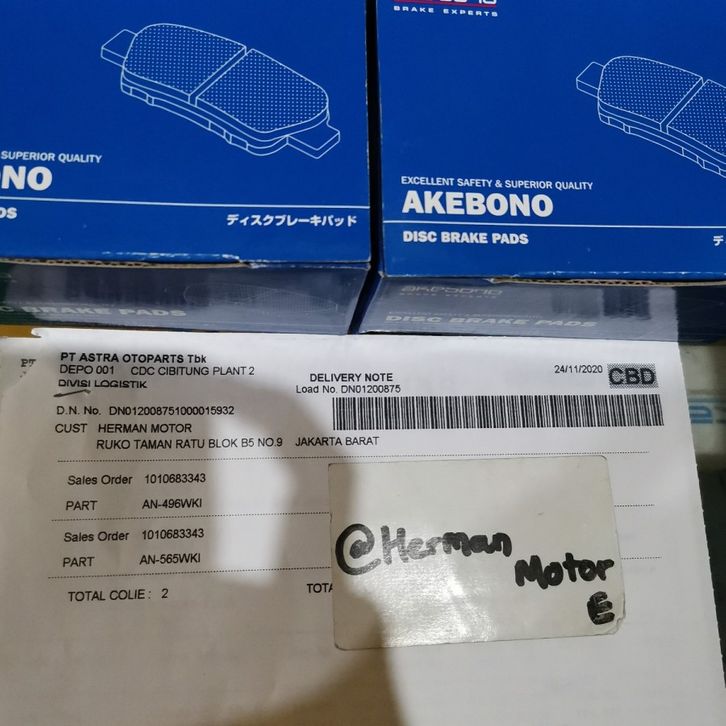 BRAKE EXPERTS
SUPERIOR QUALITY
ディスクブレーキパッド
EXCELLENT SAFETY & SUPERIOR QUALITY
AKEBONO
DISC BRAKE PADS
BRAKE PADS
akebono
DISC BRAKE PADS
PT ASTRA OTOPARTS Tbk
DEPO 001 CDC CIBITUNG PLANT 2
DIVISI LOGISTIK
DELIVERY NOTE
Load No. DN01200875
24/11/2020 CBD
D.N. No. DN012008751000015932
CUST HERMAN MOTOR
RUKO TAMAN RATU BLOK B5 NO.9 JAKARTA BARAT
Sales Order 1010683343
PART AN-496WKI
Sales Order 1010683343
PART AN-565WKI
TOTAL COLIE : 2
@Herman
Motor
E